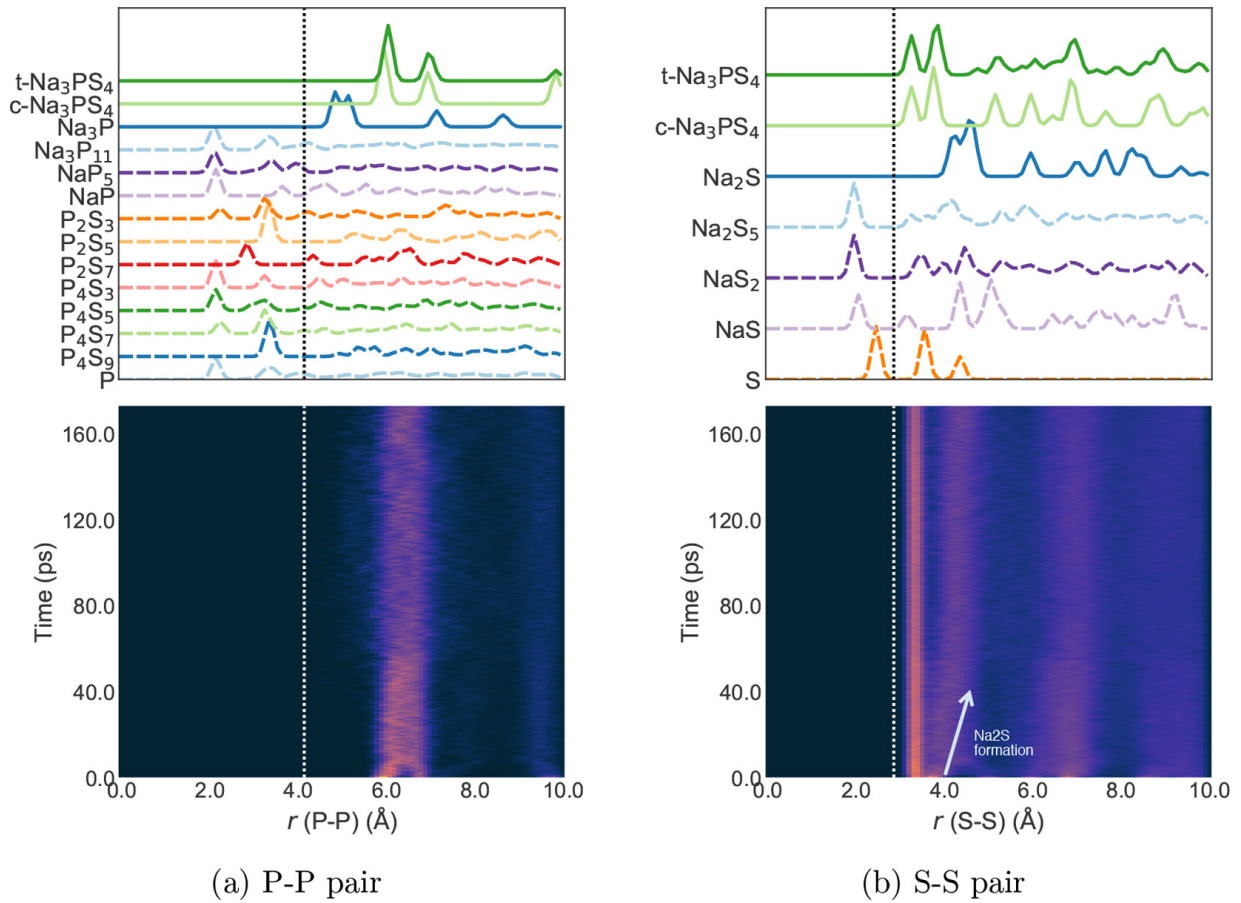 t-Na₃PS₄
c-Na₃PS₄
Na₃P
Na₃P₁₁
NaP₅
NaP
P₂S₃
P₂S₅
P₂S₇
P₄S₃
P₄S₅
P₄S₇
P₄S₉
P
160.0
120.0
80.0
40.0
0.0
Time (ps)
0.0 2.0 4.0 6.0 8.0 10.0
r (P-P) (Å)
(a) P-P pair
t-Na₃PS₄
c-Na₃PS₄
Na₂S
Na₂S₅
NaS₂
NaS
S
160.0
120.0
80.0
40.0
0.0
Time (ps)
Na2S
formation
0.0 2.0 4.0 6.0 8.0 10.0
r (S-S) (Å)
(b) S-S pair